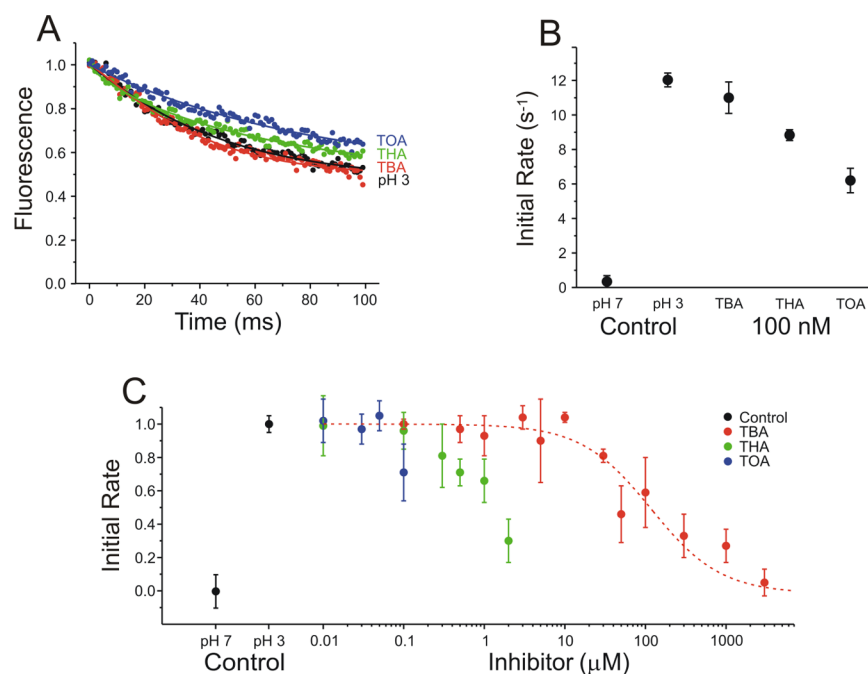 A
Fluorescence
1.0
0.8
0.6
0.4
0.2
0.0
TOA
THA
TBA
pH 3
0 20 40 60 80 100
Time (ms)
B
Initial Rate (s⁻¹)
12
10
8
6
4
2
0
pH 7 pH 3 TBA THA TOA
Control 100 nM
C
Initial Rate
1.0
0.8
0.6
0.4
0.2
0.0
Control
TBA
THA
TOA
pH 7 pH 3 0.01 0.1 1 10 100 1000
Control Inhibitor (μM)